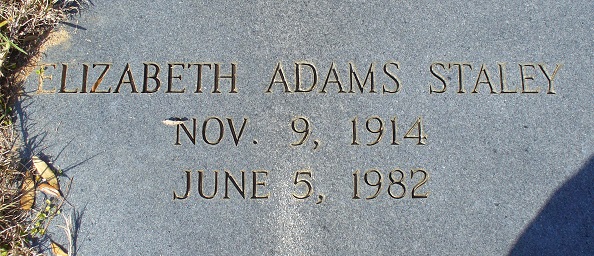 ELIZABETH ADAMS STALEY
NOV. 9, 1914
JUNE 5, 1982